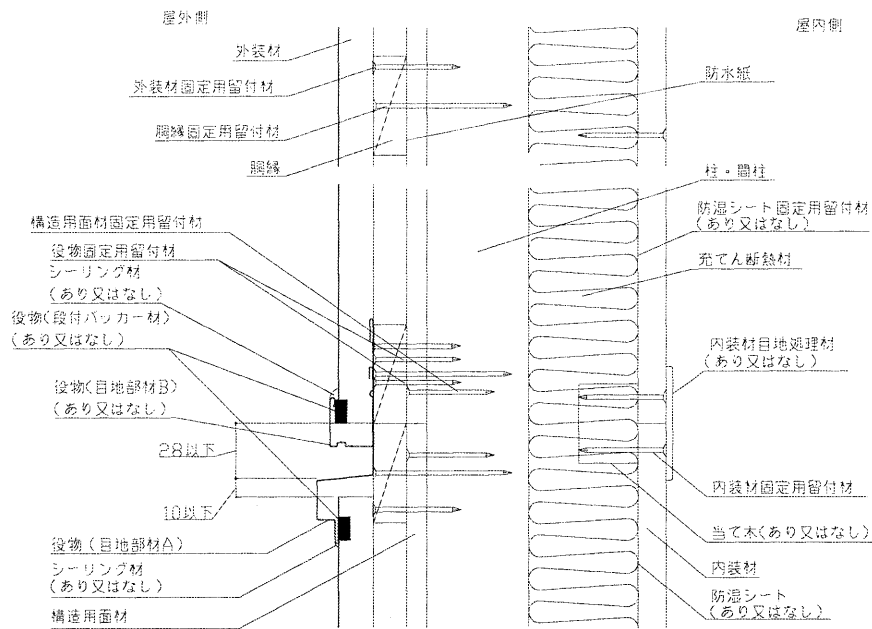 屋外側
屋内側
外装材
外装材固定用留付材
胴縁固定用留付材
胴縁
防水紙
柱・間柱
防湿シート固定用留付材
(あり又はなし)
充てん断熱材
構造用面材固定用留付材
役物固定用留付材
シーリング材
(あり又はなし)
役物(段付バッカー材)
(あり又はなし)
役物(目地部材B)
(あり又はなし)
28以下
10以下
役物(目地部材A)
シーリング材
(あり又はなし)
構造用面材
内装材目地処理材
(あり又はなし)
内装材固定用留付材
当て木(あり又はなし)
内装材
防湿シート
(あり又はなし)